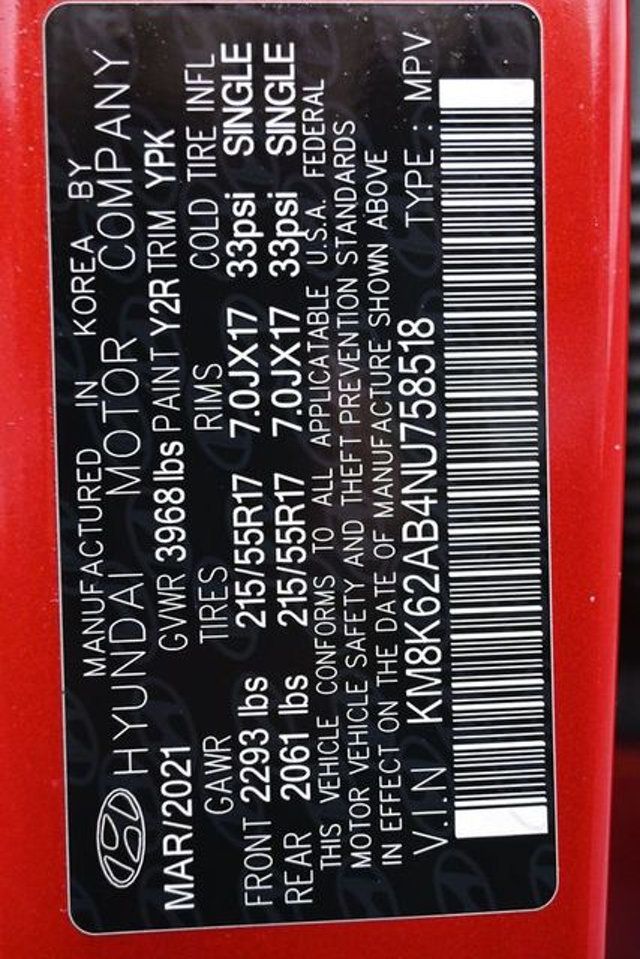 MANUFACTURED IN KOREA BY
HYUNDAI MOTOR COMPANY
MAR/2021 GVWR 3968 lbs PAINT Y2R TRIM YPK
GAWR TIRES RIMS COLD TIRE INFL
FRONT 2293 lbs 215/55R17 7.0JX17 33psi SINGLE
REAR 2061 lbs 215/55R17 7.0JX17 33psi SINGLE
THIS VEHICLE CONFORMS TO ALL APPLICATABLE U.S.A. FEDERAL
MOTOR VEHICLE SAFETY AND THEFT PREVENTION STANDARDS
IN EFFECT ON THE DATE OF MANUFACTURE SHOWN ABOVE
V.I.N KM8K62AB4NU758518 TYPE : MPV